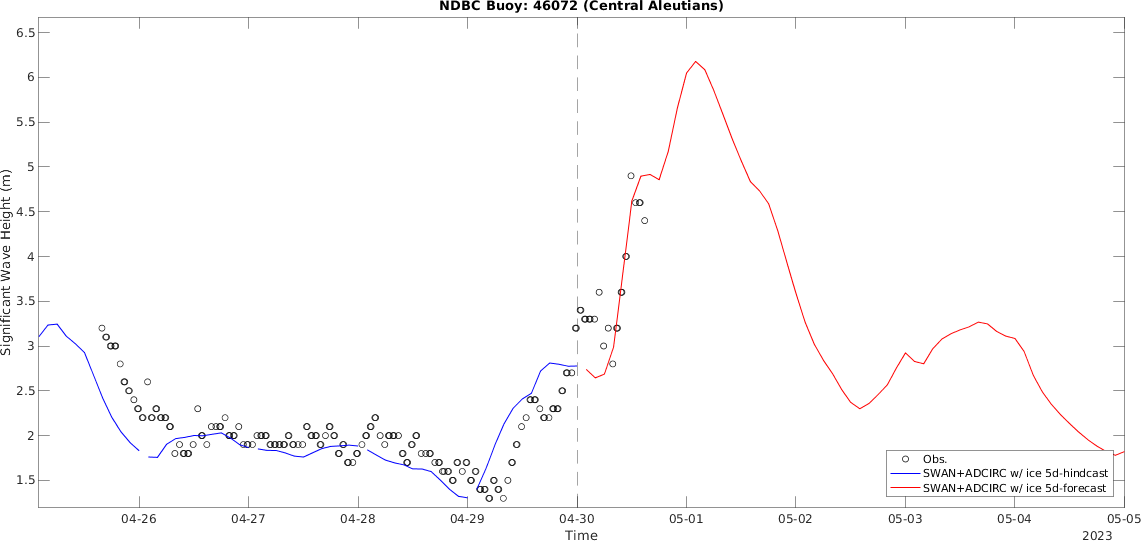 NDBC Buoy: 46072 (Central Aleutians)
6.5
6
5.5
5
4.5
4
3.5
3
2.5
2
1.5
Significant Wave Height (m)
Obs.
SWAN+ADCIRC w/ ice 5d-hindcast
SWAN+ADCIRC w/ ice 5d-forecast
04-26 04-27 04-28 04-29 04-30 05-01 05-02 05-03 05-04 05-05
Time
2023